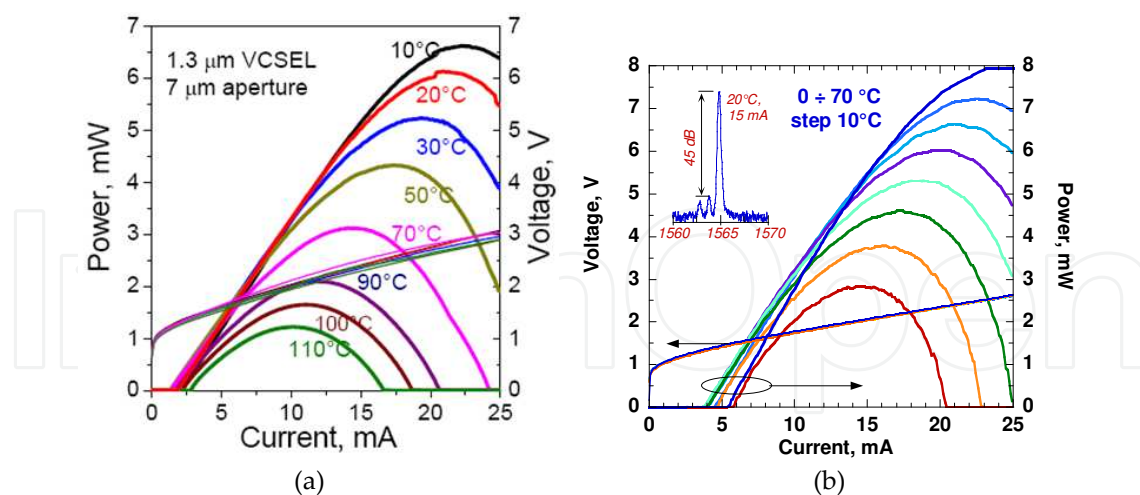 1.3 μm VCSEL
7 μm aperture
10°C
20°C
30°C
50°C
70°C
90°C
100°C
110°C
Power, mW
7
6
5
4
3
2
1
0
Voltage, V
7
6
5
4
3
2
1
0
0 5 10 15 20 25
Current, mA
(a)
0 ÷ 70 °C
step 10°C
20°C,
15 mA
45 dB
1560 1565 1570
Voltage, V
8
7
6
5
4
3
2
1
0
Power, mW
8
7
6
5
4
3
2
1
0
0 5 10 15 20 25
Current, mA
(b)